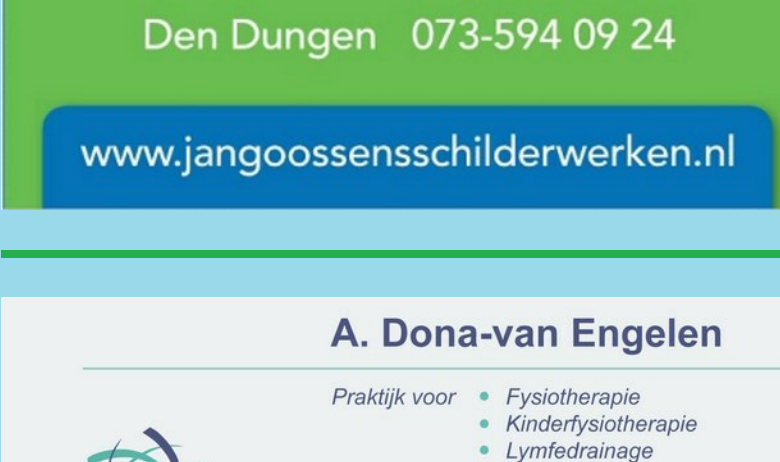 Den Dungen 073-594 09 24
www.jangoossensschilderwerken.nl
A. Dona-van Engelen
Praktijk voor • Fysiotherapie
• Kinderfysiotherapie
• Lymfedrainage